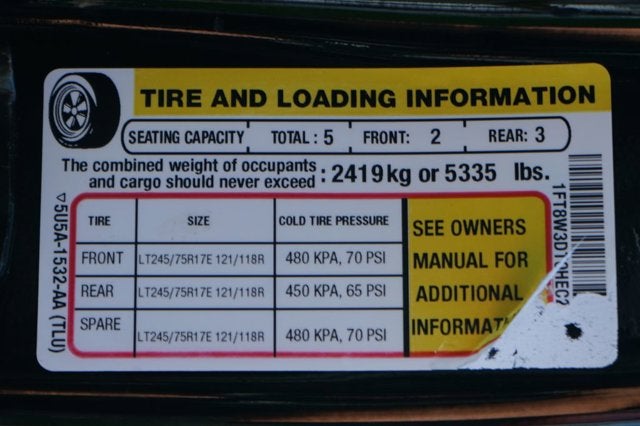 TIRE AND LOADING INFORMATION
SEATING CAPACITY TOTAL : 5 FRONT: 2 REAR: 3
The combined weight of occupants
and cargo should never exceed : 2419kg or 5335 lbs.
TIRE SIZE COLD TIRE PRESSURE
FRONT LT245/75R17E 121/118R 480 KPA, 70 PSI
REAR LT245/75R17E 121/118R 450 KPA, 65 PSI
SPARE LT245/75R17E 121/118R 480 KPA, 70 PSI
SEE OWNERS
MANUAL FOR
ADDITIONAL
INFORMAT
5U5A-1532-AA (TLU)
1FT8W3D